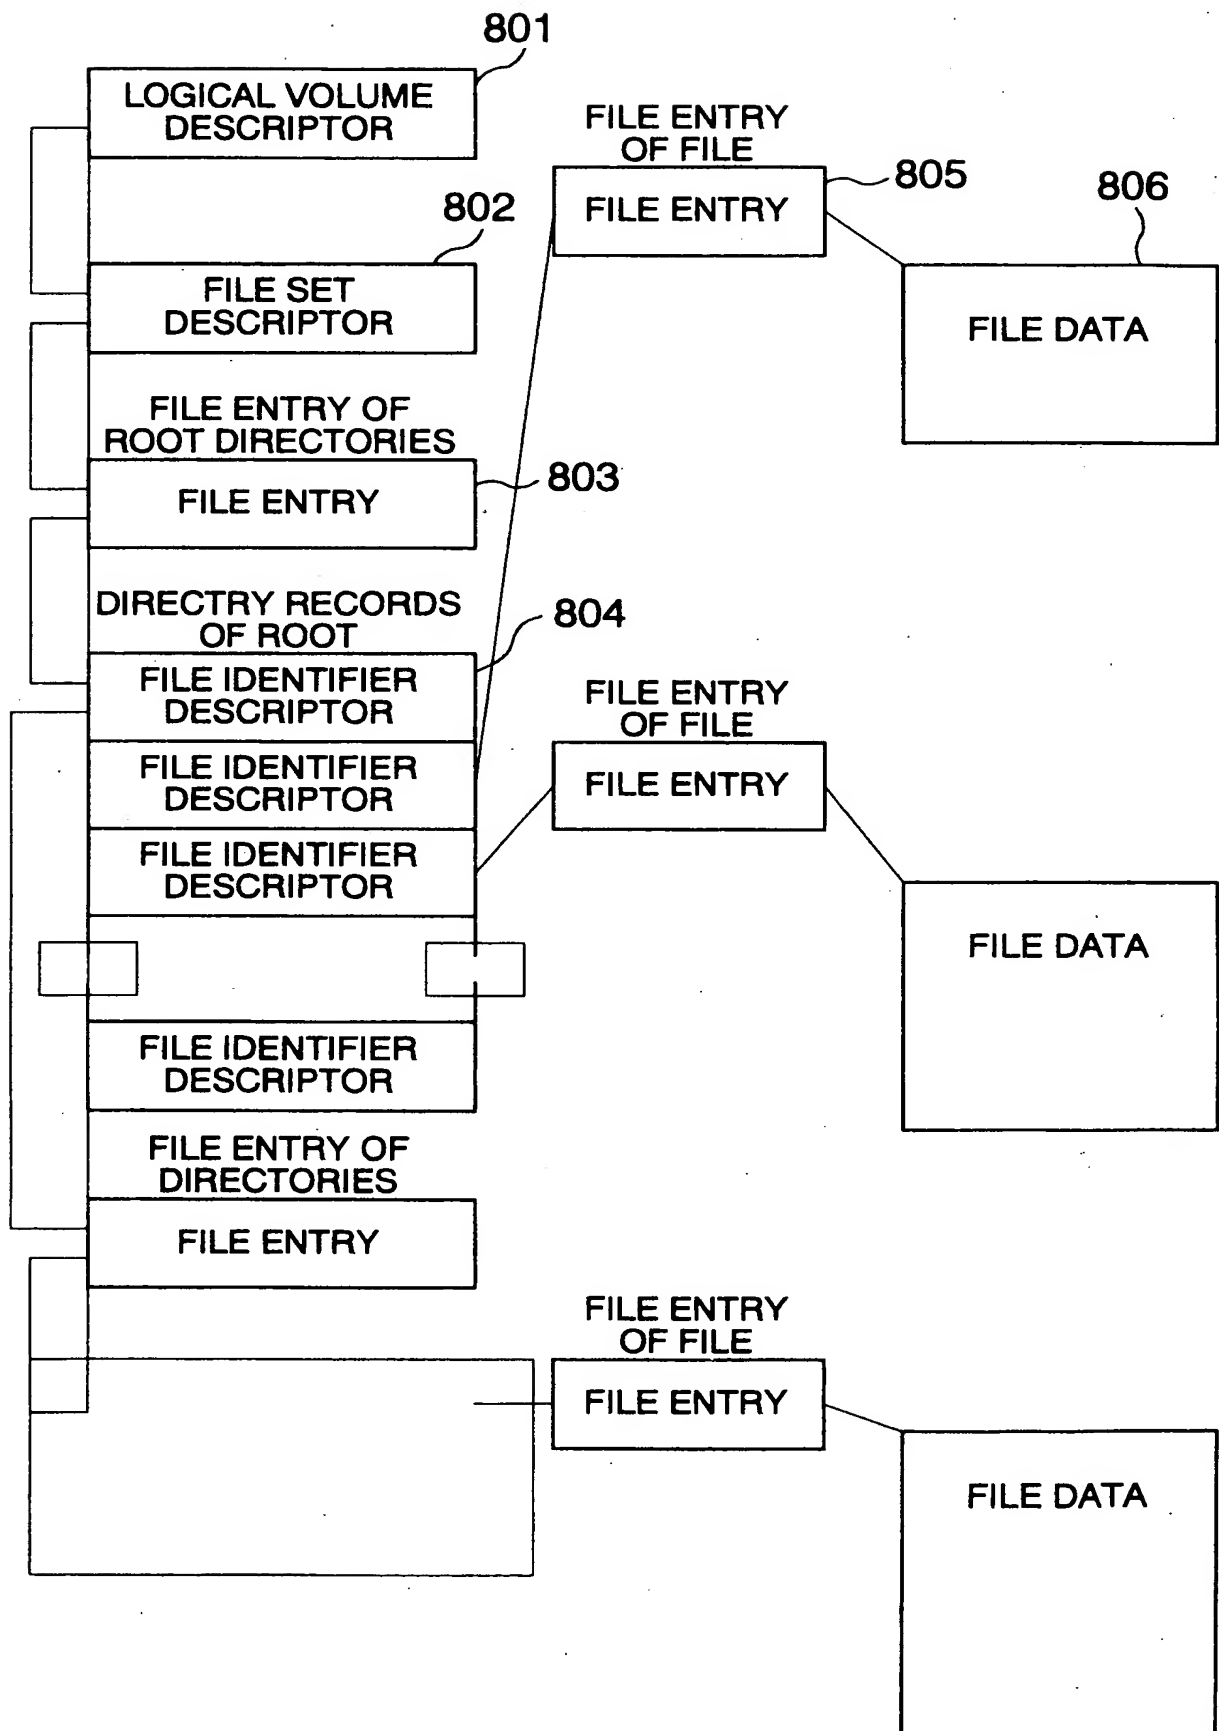 801
LOGICAL VOLUME
DESCRIPTOR
802
FILE SET
DESCRIPTOR
FILE ENTRY OF
ROOT DIRECTORIES
803
FILE ENTRY
DIRECTRY RECORDS
OF ROOT
804
FILE IDENTIFIER
DESCRIPTOR
FILE IDENTIFIER
DESCRIPTOR
FILE IDENTIFIER
DESCRIPTOR
FILE IDENTIFIER
DESCRIPTOR
FILE ENTRY OF
DIRECTORIES
FILE ENTRY
FILE ENTRY
OF FILE
805
FILE ENTRY
806
FILE DATA
FILE ENTRY
OF FILE
FILE ENTRY
FILE DATA
FILE ENTRY
OF FILE
FILE ENTRY
FILE DATA